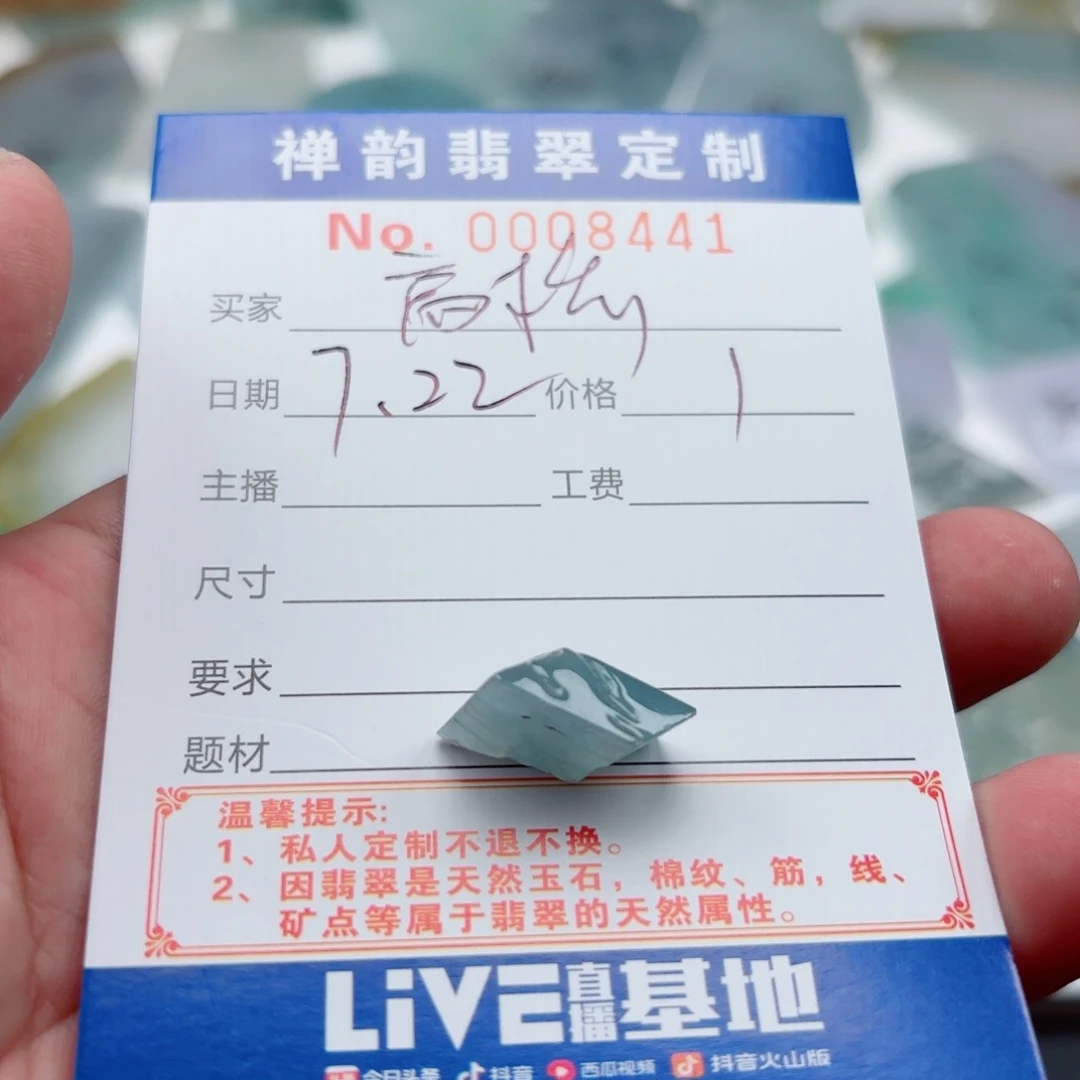 禅韵翡翠定制
No. 0008441
买家 高
日期 7.22 价格 1
主播 工费
尺寸
要求
题材
温馨提示:
1、私人定制不退不换。
2、因翡翠是天然玉石，棉纹、筋，线、
矿点等属于翡翠的天然属性。
LiVE直播基地
今日头条 抖音 西瓜视频 抖音火山版